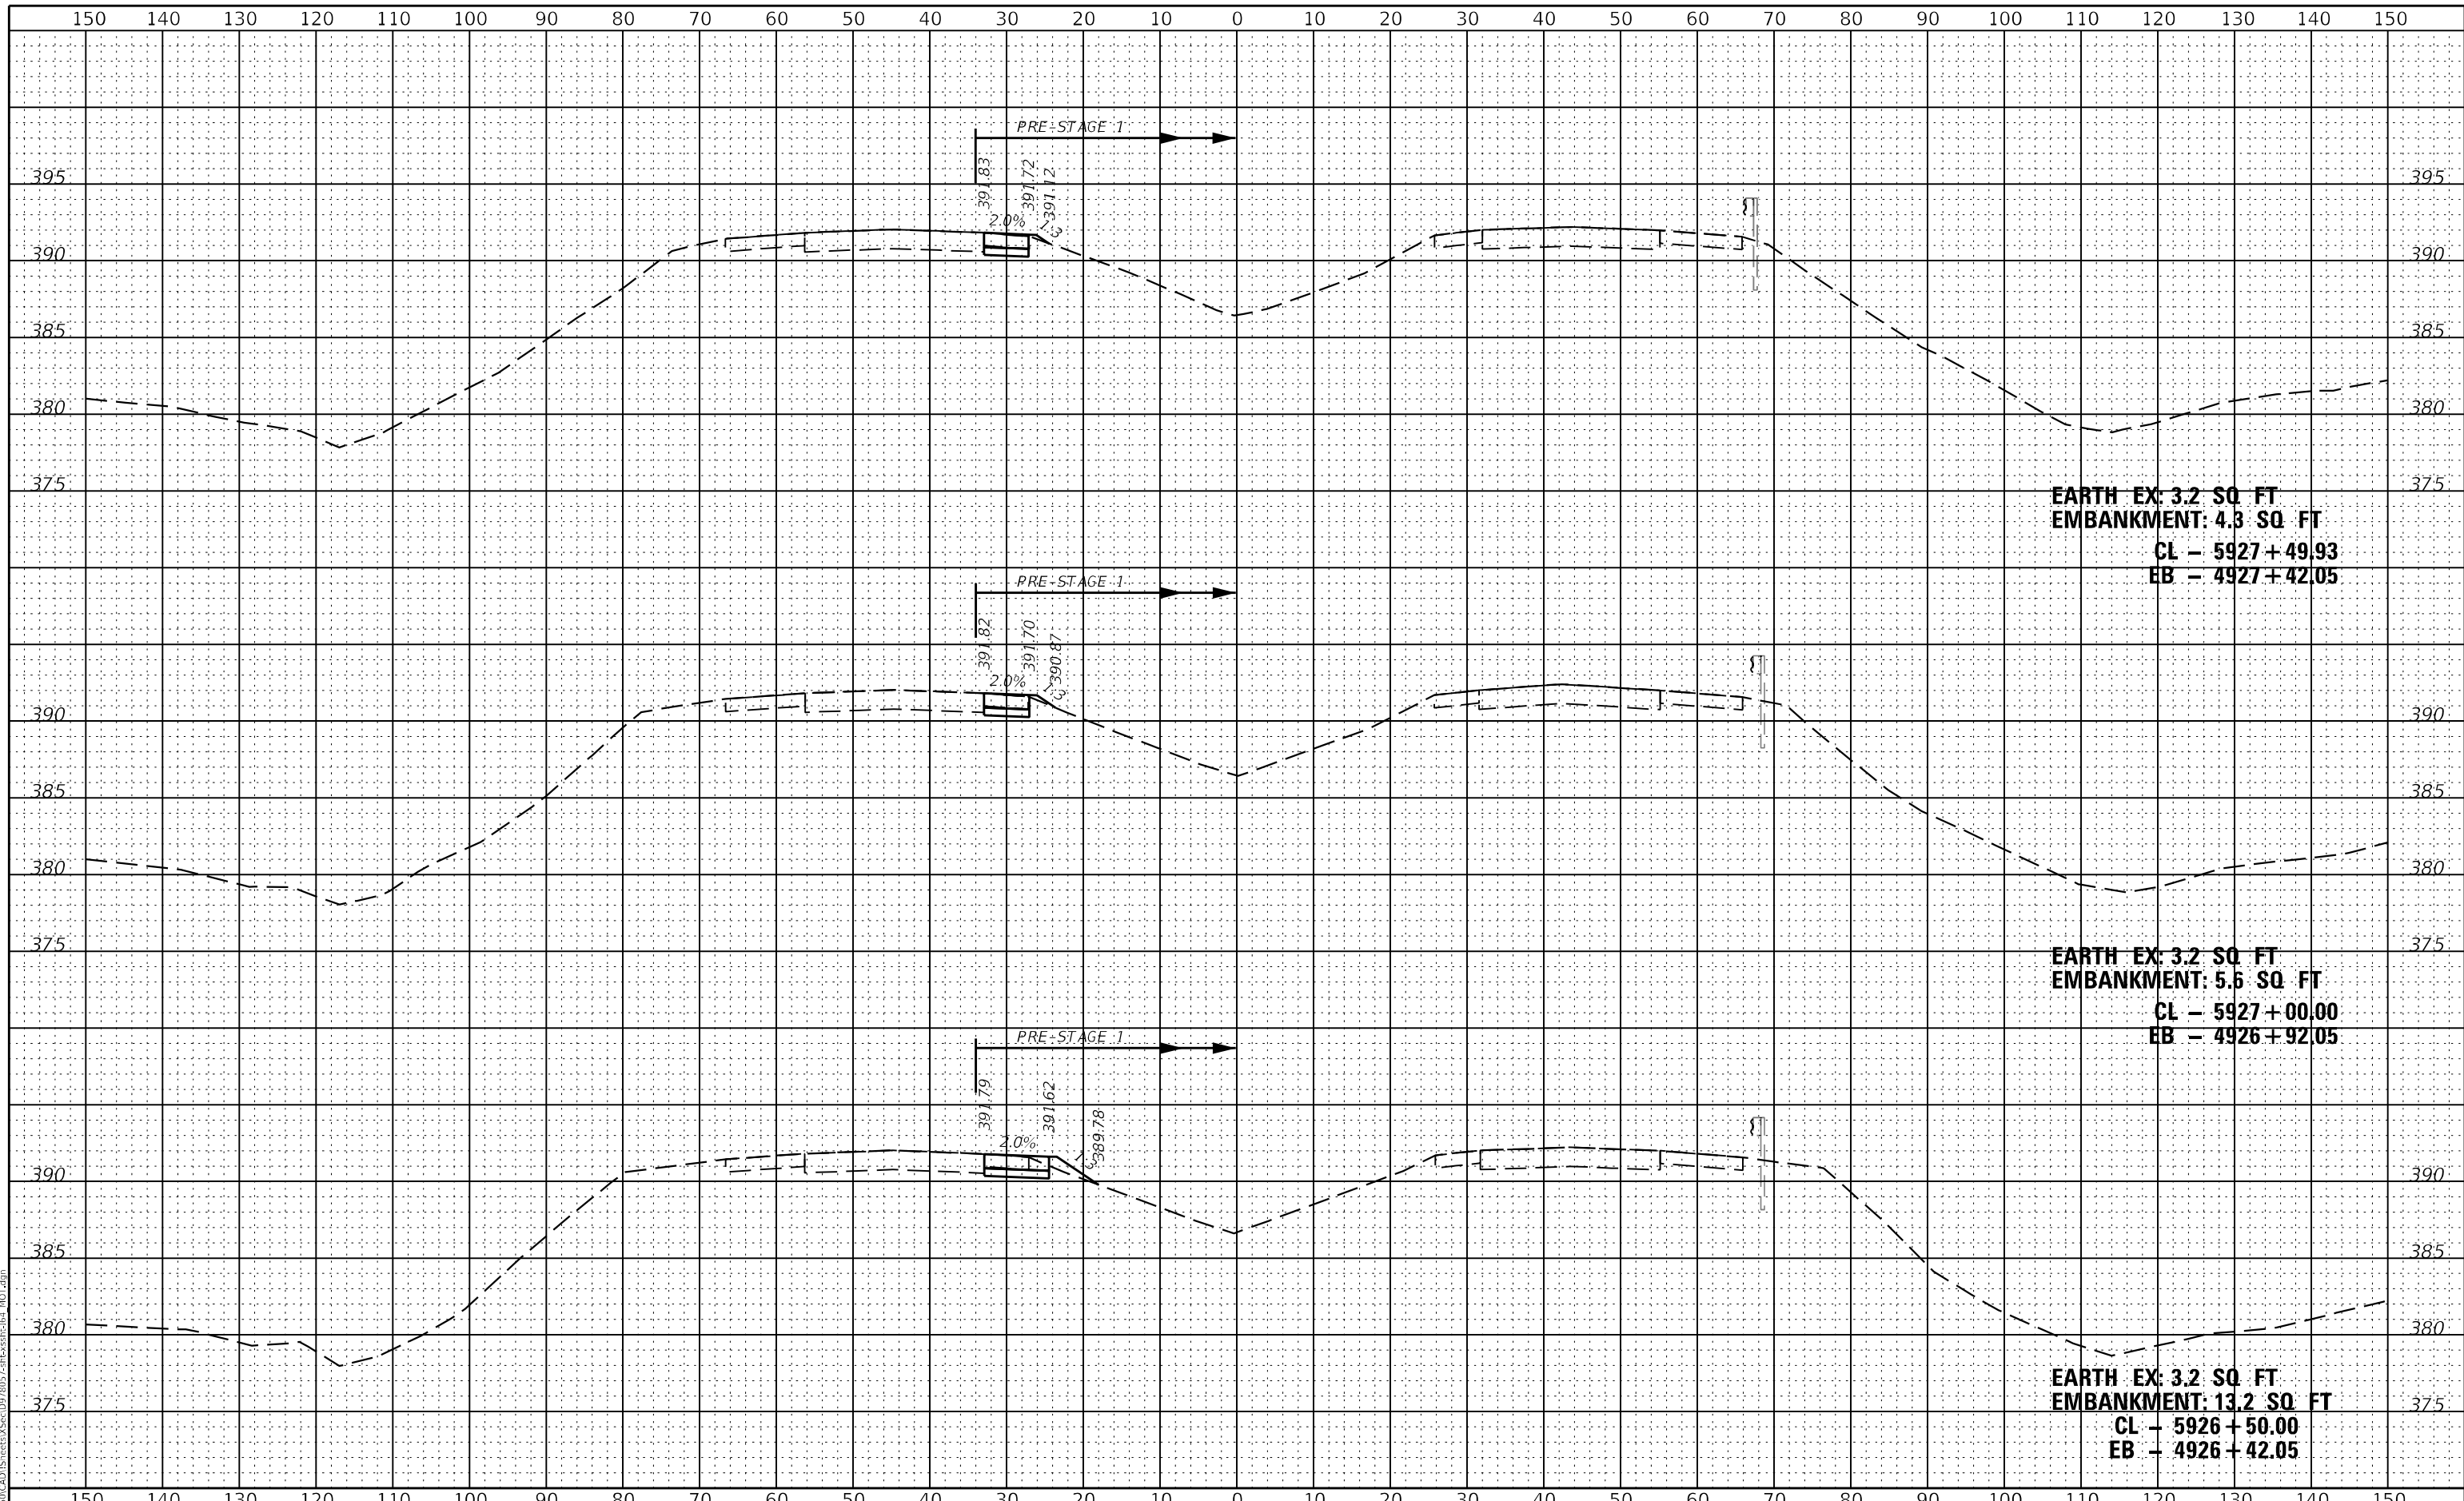 150 140 130 120 110 100 90 80 70 60 50 40 30 20 10 0 10 20 30 40 50 60 70 80 90 100 110 120 130 140 150
PRE-STAGE 1
391.83 391.72 391.12
395 395
2.0% 1:3
390 390
385 385
380 380
375 375
EARTH EX: 3.2 SQ FT
EMBANKMENT: 4.3 SQ FT
CL - 5927+49.93
EB - 4927+42.05
PRE-STAGE 1
391.82 391.70 390.87
2.0% 1:3
390 390
385 385
380 380
375 375
EARTH EX: 3.2 SQ FT
EMBANKMENT: 5.6 SQ FT
CL - 5927+00.00
EB - 4926+92.05
PRE-STAGE 1
391.79 391.62 389.78
2.0% 1:3
390 390
385 385
380 380
375 375
EARTH EX: 3.2 SQ FT
EMBANKMENT: 13.2 SQ FT
CL - 5926+50.00
EB - 4926+42.05
150 140 130 120 110 100 90 80 70 60 50 40 30 20 10 0 10 20 30 40 50 60 70 80 90 100 110 120 130 140 150